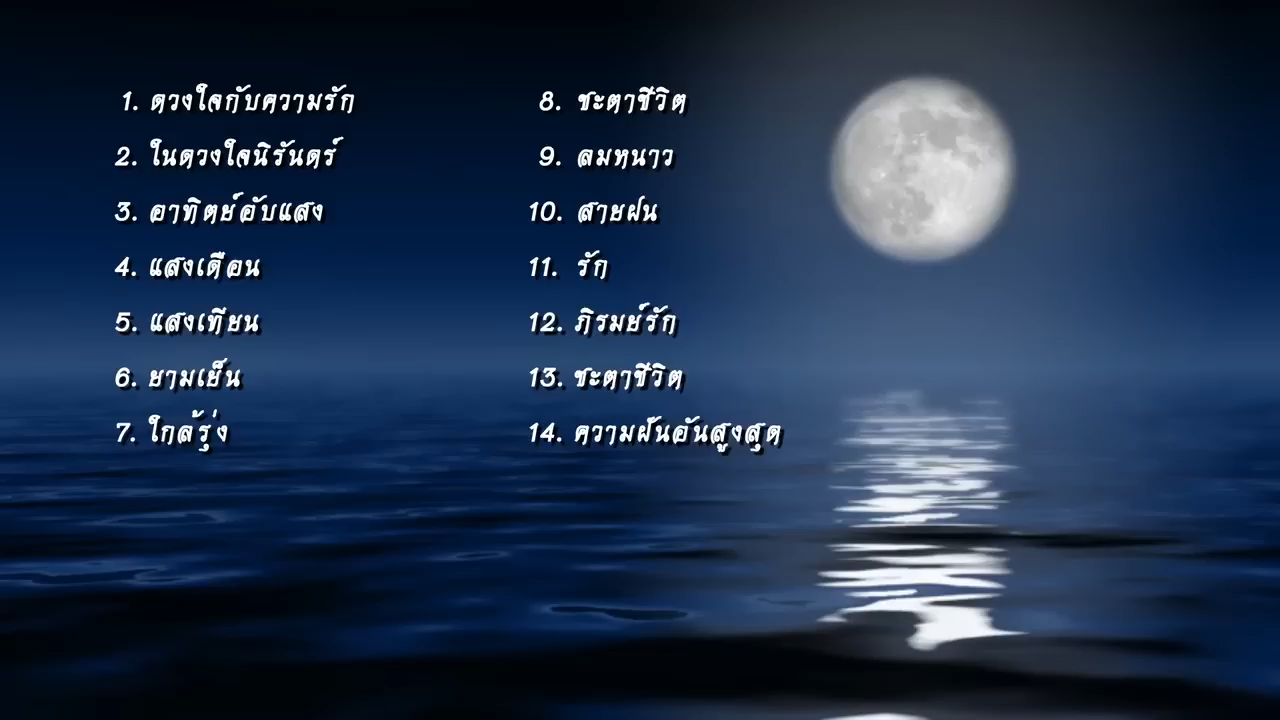 1. ดวงใจกับความรัก
2. ในดวงใจนิรันดร์
3. อาทิตย์อับแสง
4. แสงเดือน
5. แสงเทียน
6. ยามเย็น
7. ใกล้รุ่ง
8. ชะตาชีวิต
9. ลมหนาว
10. สายฝน
11. รัก
12. ภิรมย์รัก
13. ชะตาชีวิต
14. ความฝันอันสูงสุด